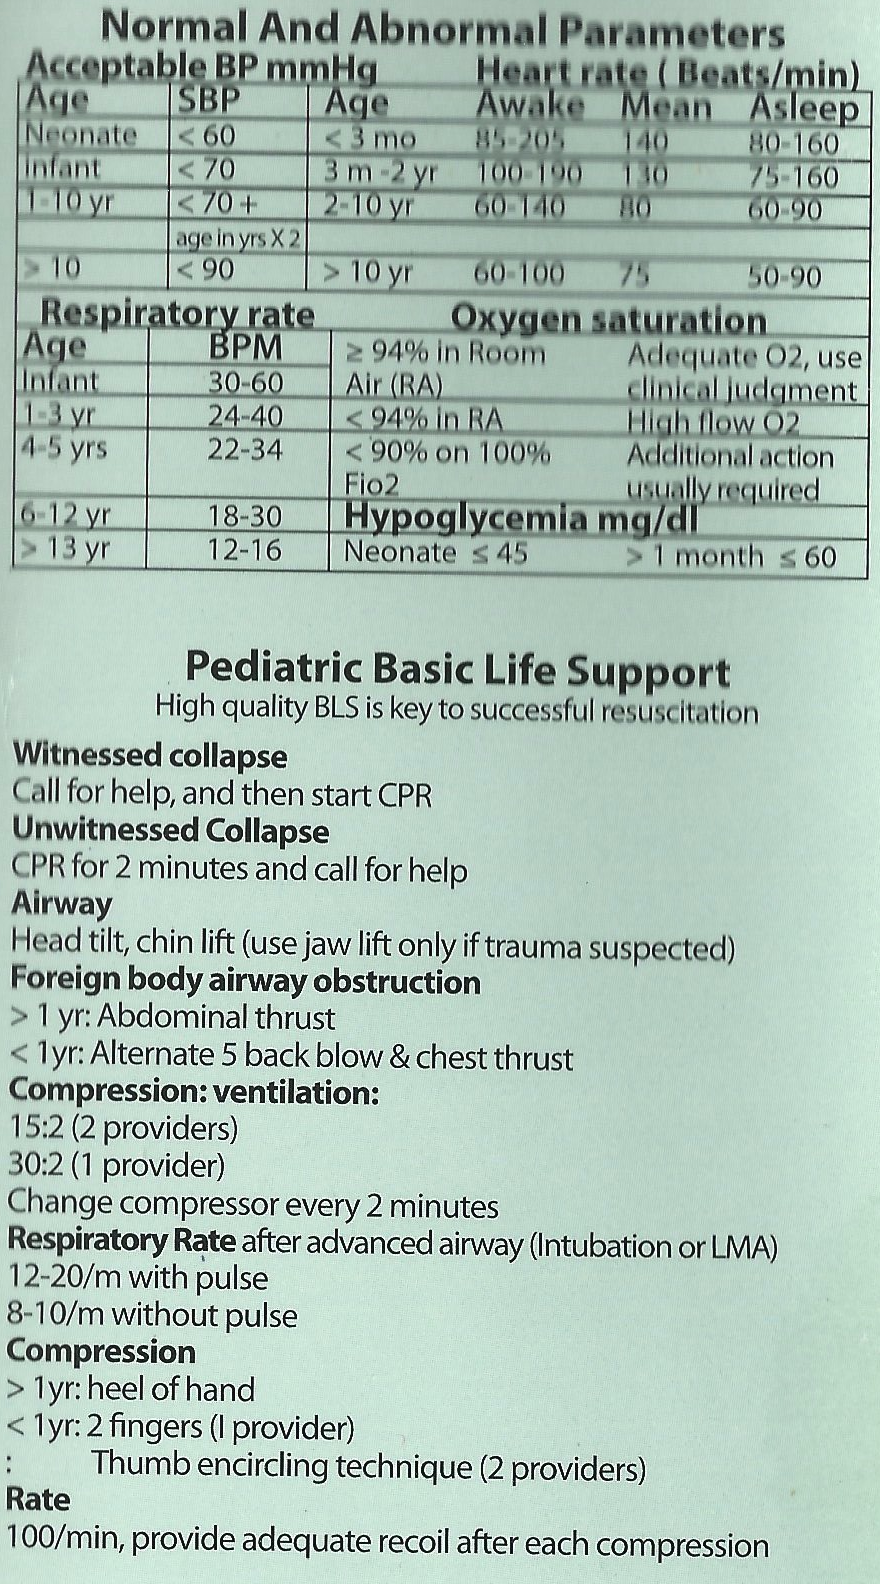 Normal And Abnormal Parameters
Acceptable BP mmHg Heart rate ( Beats/min)
Age SBP Age Awake Mean Asleep
Neonate < 60 < 3 mo 85-205 140 80-160
infant < 70 3 m -2 yr 100-190 130 75-160
1-10 yr < 70 + 2-10 yr 60-140 80 60-90
age in yrs X 2
> 10 < 90 > 10 yr 60-100 75 50-90
Respiratory rate Oxygen saturation
Age BPM ≥ 94% in Room Adequate O2, use
Infant 30-60 Air (RA) clinical judgment
1-3 yr 24-40 < 94% in RA High flow O2
4-5 yrs 22-34 < 90% on 100% Additional action
Fio2 usually required
6-12 yr 18-30 Hypoglycemia mg/dl
> 13 yr 12-16 Neonate ≤ 45 > 1 month ≤ 60
Pediatric Basic Life Support
High quality BLS is key to successful resuscitation
Witnessed collapse
Call for help, and then start CPR
Unwitnessed Collapse
CPR for 2 minutes and call for help
Airway
Head tilt, chin lift (use jaw lift only if trauma suspected)
Foreign body airway obstruction
> 1 yr: Abdominal thrust
< 1yr: Alternate 5 back blow & chest thrust
Compression: ventilation:
15:2 (2 providers)
30:2 (1 provider)
Change compressor every 2 minutes
Respiratory Rate after advanced airway (Intubation or LMA)
12-20/m with pulse
8-10/m without pulse
Compression
> 1yr: heel of hand
< 1yr: 2 fingers (I provider)
: Thumb encircling technique (2 providers)
Rate
100/min, provide adequate recoil after each compression